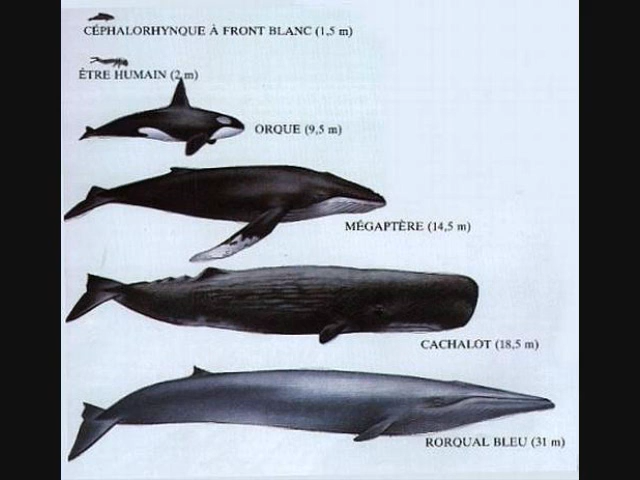 CÉPHALORHYNQUE À FRONT BLANC (1,5 m)
ÊTRE HUMAIN (2 m)
ORQUE (9,5 m)
MÉGAPTÈRE (14,5 m)
CACHALOT (18,5 m)
RORQUAL BLEU (31 m)